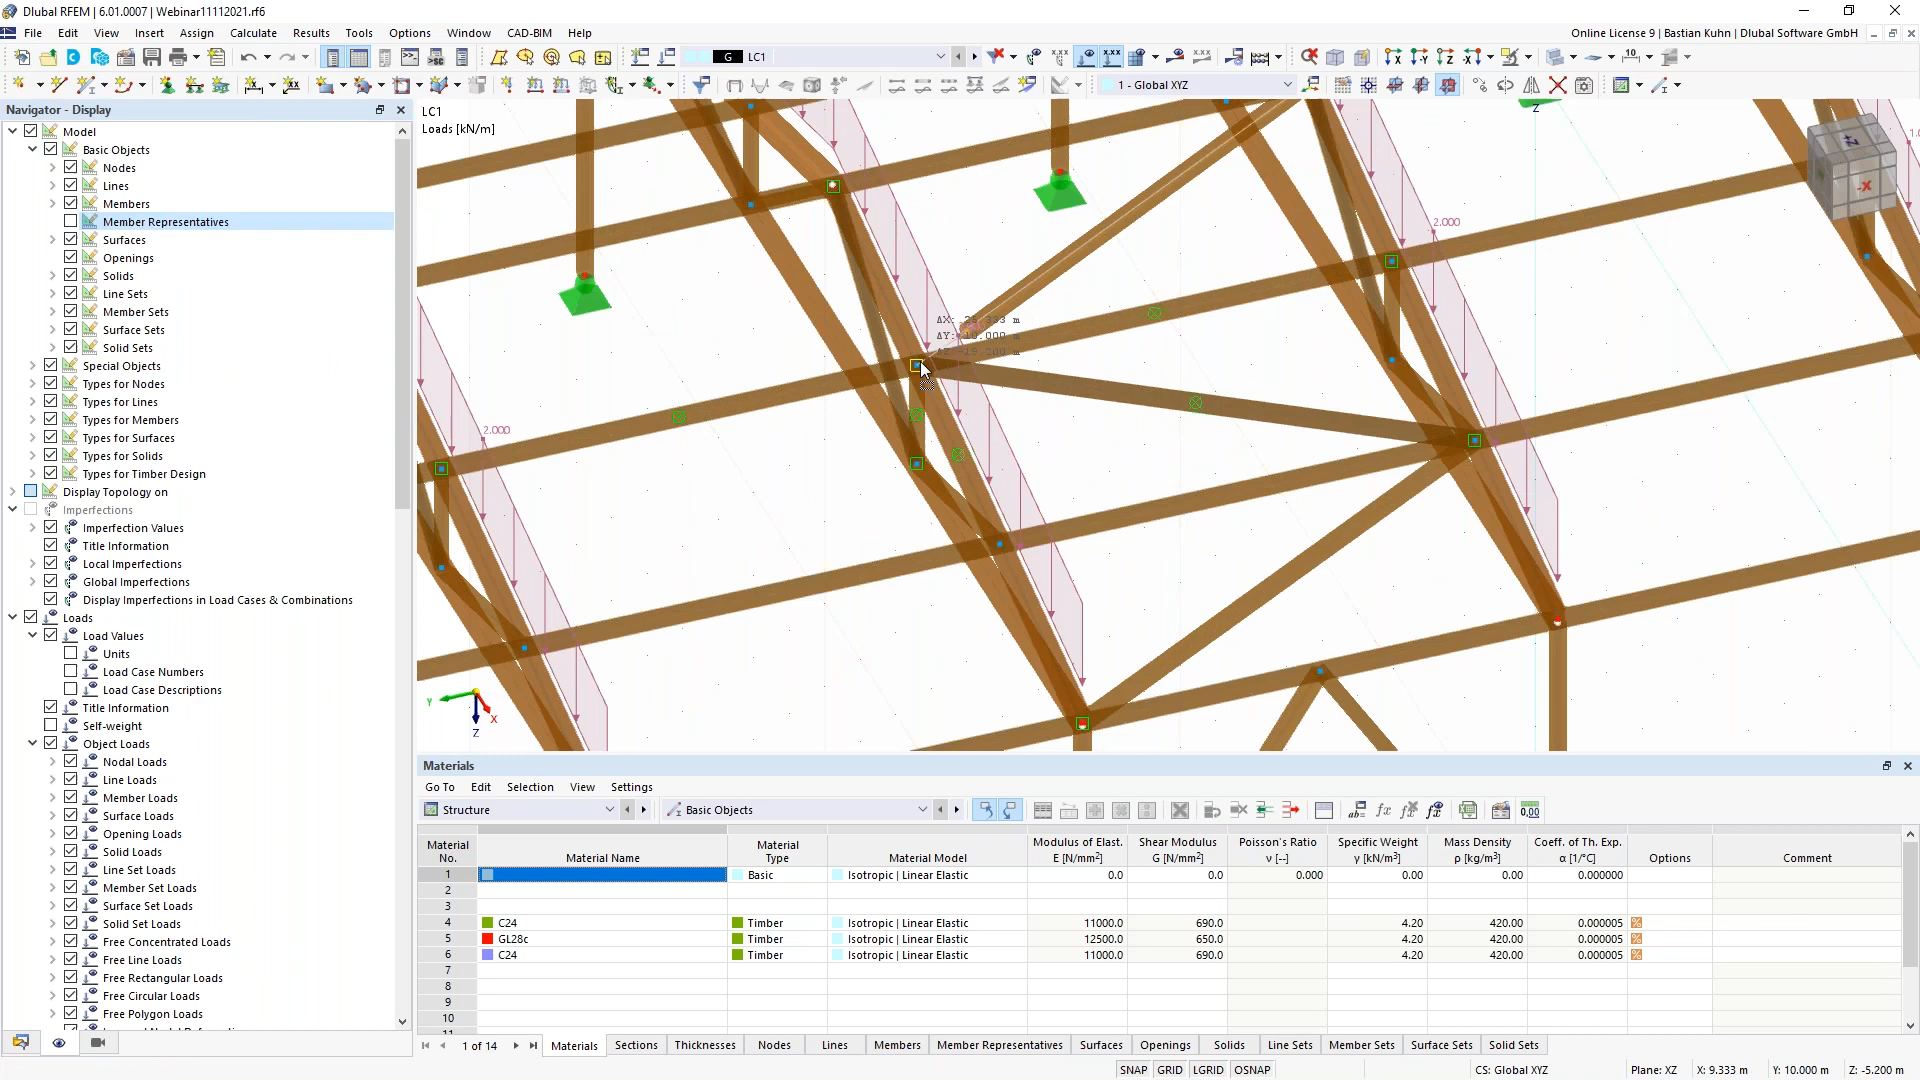 Dlubal RFEM | 6.01.0007 | Webinar11112021.rf6
File Edit View Insert Assign Calculate Results Tools Options Window CAD-BIM Help
Online License 9 | Bastian Kuhn | Dlubal Software GmbH
G LC1
1 - Global XYZ
Navigator - Display
Model
Basic Objects
Nodes
Lines
Members
Member Representatives
Surfaces
Openings
Solids
Line Sets
Member Sets
Surface Sets
Solid Sets
Special Objects
Types for Nodes
Types for Lines
Types for Members
Types for Surfaces
Types for Solids
Types for Timber Design
Display Topology on
Imperfections
Imperfection Values
Title Information
Local Imperfections
Global Imperfections
Display Imperfections in Load Cases & Combinations
Loads
Load Values
Units
Load Case Numbers
Load Case Descriptions
Title Information
Self-weight
Object Loads
Nodal Loads
Line Loads
Member Loads
Surface Loads
Opening Loads
Solid Loads
Line Set Loads
Member Set Loads
Surface Set Loads
Solid Set Loads
Free Concentrated Loads
Free Line Loads
Free Rectangular Loads
Free Circular Loads
Free Polygon Loads
LC1
Loads [kN/m]
2.000
2.000
Z
-X
Y
X
Z
Materials
Go To Edit Selection View Settings
Structure
Basic Objects
Material No. Material Name Material Type Material Model Modulus of Elast. E [N/mm²] Shear Modulus G [N/mm²] Poisson's Ratio ν [--] Specific Weight γ [kN/m³] Mass Density ρ [kg/m³] Coeff. of Th. Exp. α [1/°C] Options Comment
1 Basic Isotropic | Linear Elastic 0.0 0.0 0.000 0.00 0.00 0.000000
2
3
4 C24 Timber Isotropic | Linear Elastic 11000.0 690.0 4.20 420.00 0.000005
5 GL28c Timber Isotropic | Linear Elastic 12500.0 650.0 4.20 420.00 0.000005
6 C24 Timber Isotropic | Linear Elastic 11000.0 690.0 4.20 420.00 0.000005
7
8
9
10
11
1 of 14 Materials Sections Thicknesses Nodes Lines Members Member Representatives Surfaces Openings Solids Line Sets Member Sets Surface Sets Solid Sets
SNAP GRID LGRID OSNAP CS: Global XYZ Plane: XZ X: 9.333 m Y: 10.000 m Z: -5.200 m